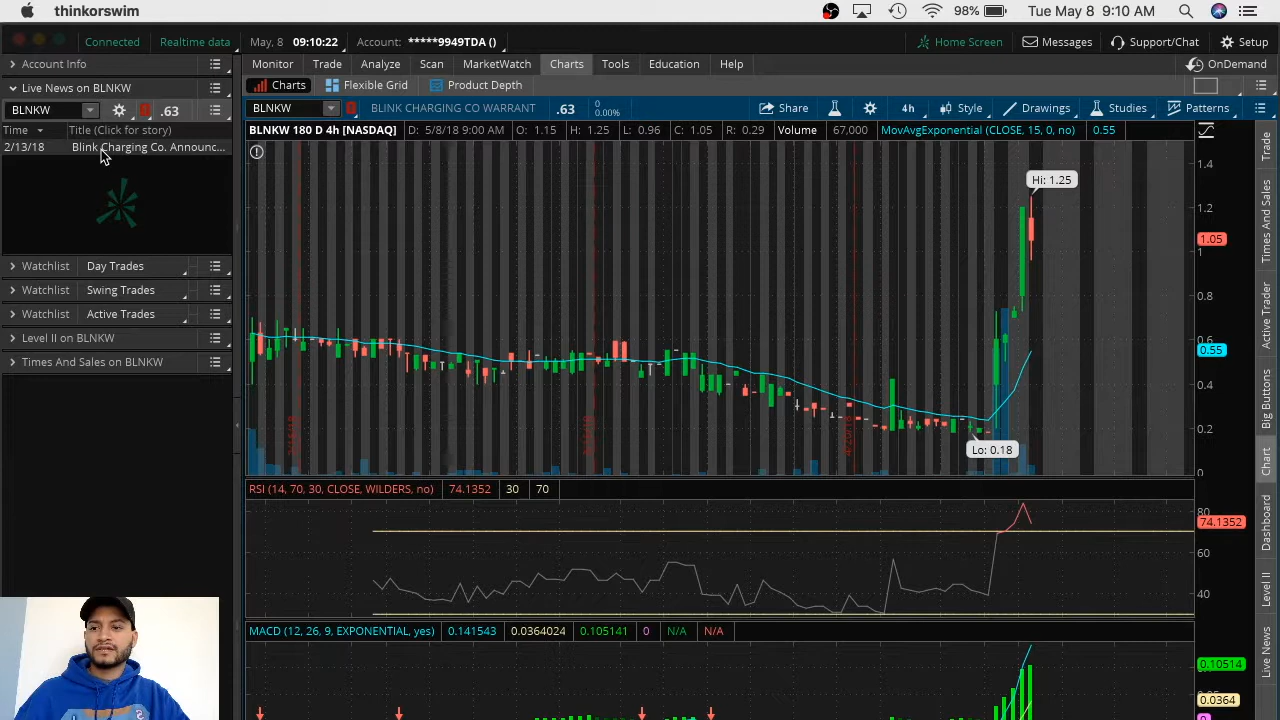 thinkorswim
98%
Tue May 8 9:10 AM
Connected
Realtime data
May. 8 09:10:22
Account: *****9949TDA ()
Home Screen
Messages
Support/Chat
Setup
Account Info
Monitor
Trade
Analyze
Scan
MarketWatch
Charts
Tools
Education
Help
OnDemand
Live News on BLNKW
Charts
Flexible Grid
Product Depth
BLNKW
.63
BLNKW
BLINK CHARGING CO WARRANT
.63
0
0.00%
Share
4h
Style
Drawings
Studies
Patterns
Time
Title (Click for story)
BLNKW 180 D 4h [NASDAQ]
D: 5/8/18 9:00 AM
O: 1.15
H: 1.25
L: 0.96
C: 1.05
R: 0.29
Volume
67,000
MovAvgExponential (CLOSE, 15, 0, no)
0.55
2/13/18
Blink Charging Co. Announc...
Hi: 1.25
1.4
1.2
1.05
1
0.8
0.6
0.55
0.4
0.2
0
Lo: 0.18
Watchlist
Day Trades
Watchlist
Swing Trades
Watchlist
Active Trades
Level II on BLNKW
Times And Sales on BLNKW
RSI (14, 70, 30, CLOSE, WILDERS, no)
74.1352
30
70
80
74.1352
60
40
MACD (12, 26, 9, EXPONENTIAL, yes)
0.141543
0.0364024
0.105141
0
N/A
N/A
0.10514
0.0364
Trade
Times And Sales
Active Trader
Big Buttons
Chart
Dashboard
Level II
Live News